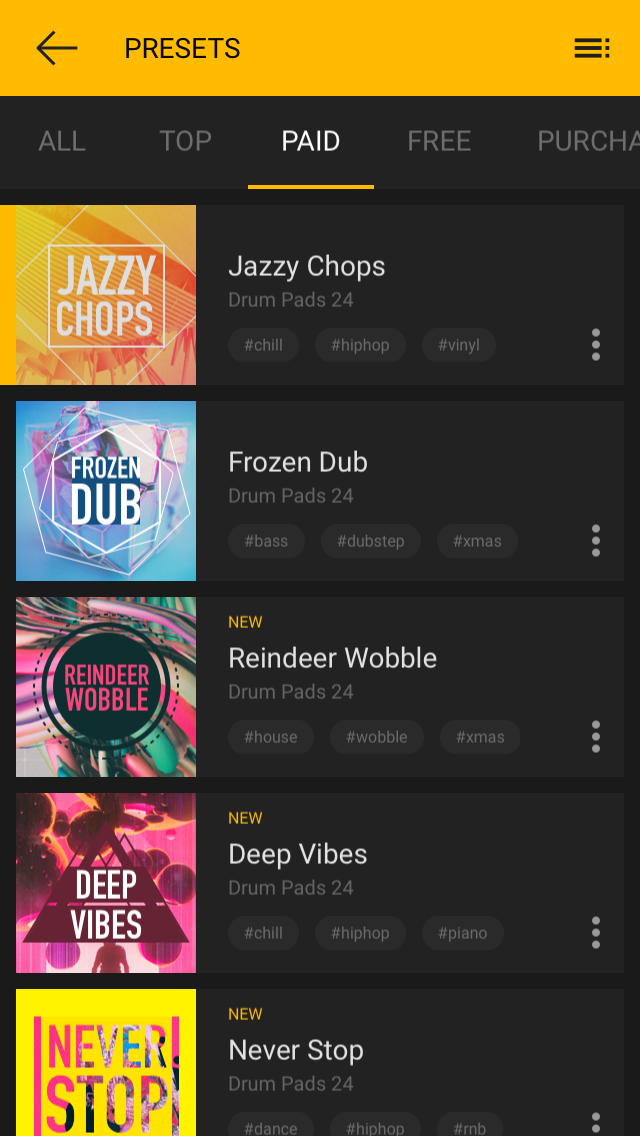 PRESETS
ALL TOP PAID FREE PURCHA
JAZZY
CHOPS
Jazzy Chops
Drum Pads 24
#chill #hiphop #vinyl
FROZEN
DUB
Frozen Dub
Drum Pads 24
#bass #dubstep #xmas
REINDEER
WOBBLE
NEW
Reindeer Wobble
Drum Pads 24
#house #wobble #xmas
DEEP
VIBES
NEW
Deep Vibes
Drum Pads 24
#chill #hiphop #piano
NEVER
STOP
NEW
Never Stop
Drum Pads 24
#dance #hiphop #rnb